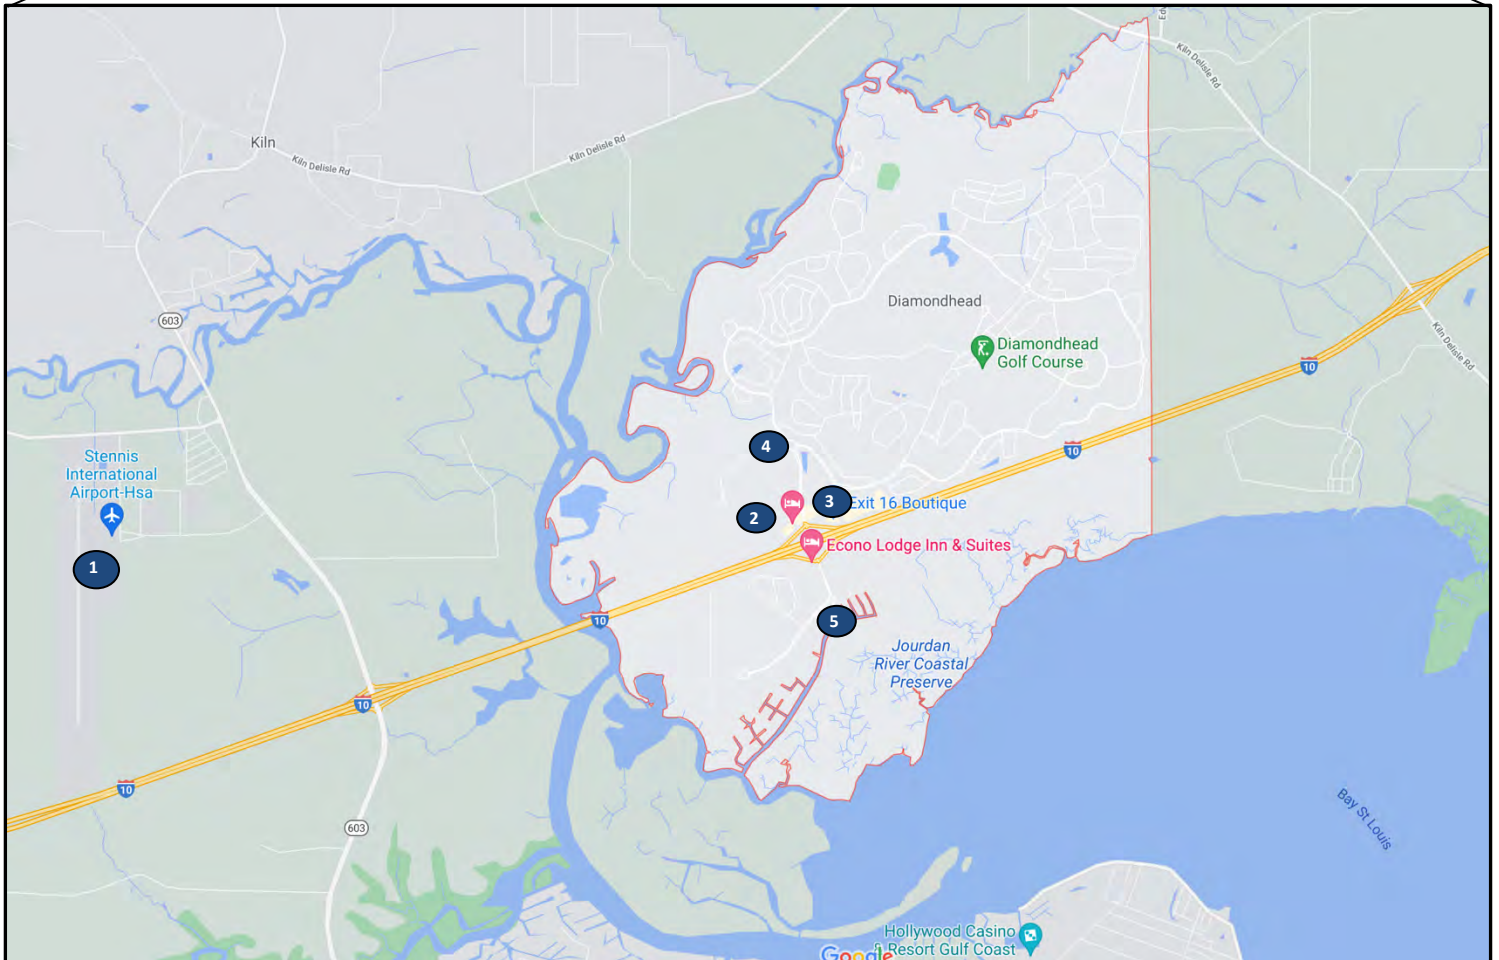 Kiln Delisle Rd
Kiln
Kiln Delisle Rd
Kiln Delisle Rd
603
Diamondhead
Diamondhead
Golf Course
10
Kiln Delisle Rd
4
10
Stennis
International
Airport-Hsa
3
Exit 16 Boutique
2
Econo Lodge Inn & Suites
1
10
5
Jourdan
River Coastal
Preserve
10
10
603
Bay St Louis
Hollywood Casino
& Resort Gulf Coast
Google